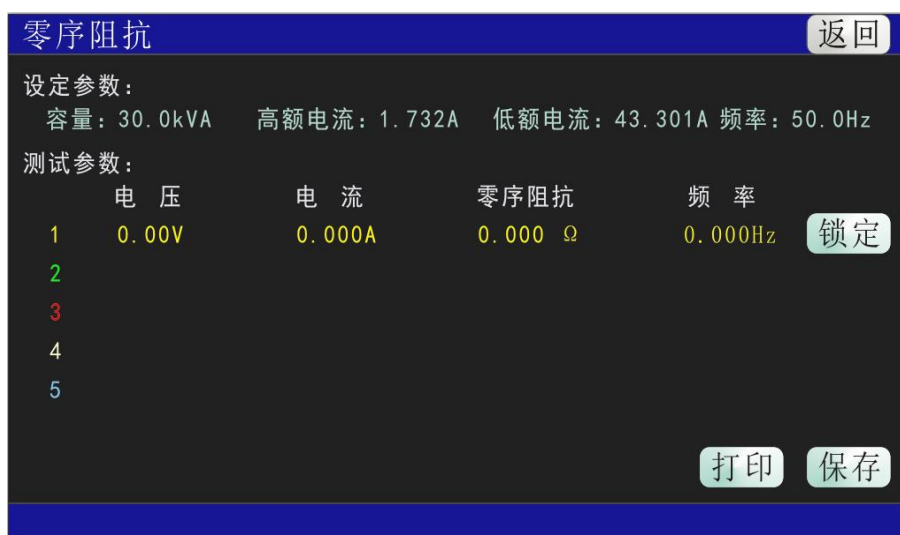 零序阻抗 返回
设定参数：
容量：30.0kVA 高额电流：1.732A 低额电流：43.301A 频率：50.0Hz
测试参数：
电 压 电 流 零序阻抗 频 率
1 0.00V 0.000A 0.000 Ω 0.000Hz 锁定
2
3
4
5
打印 保存